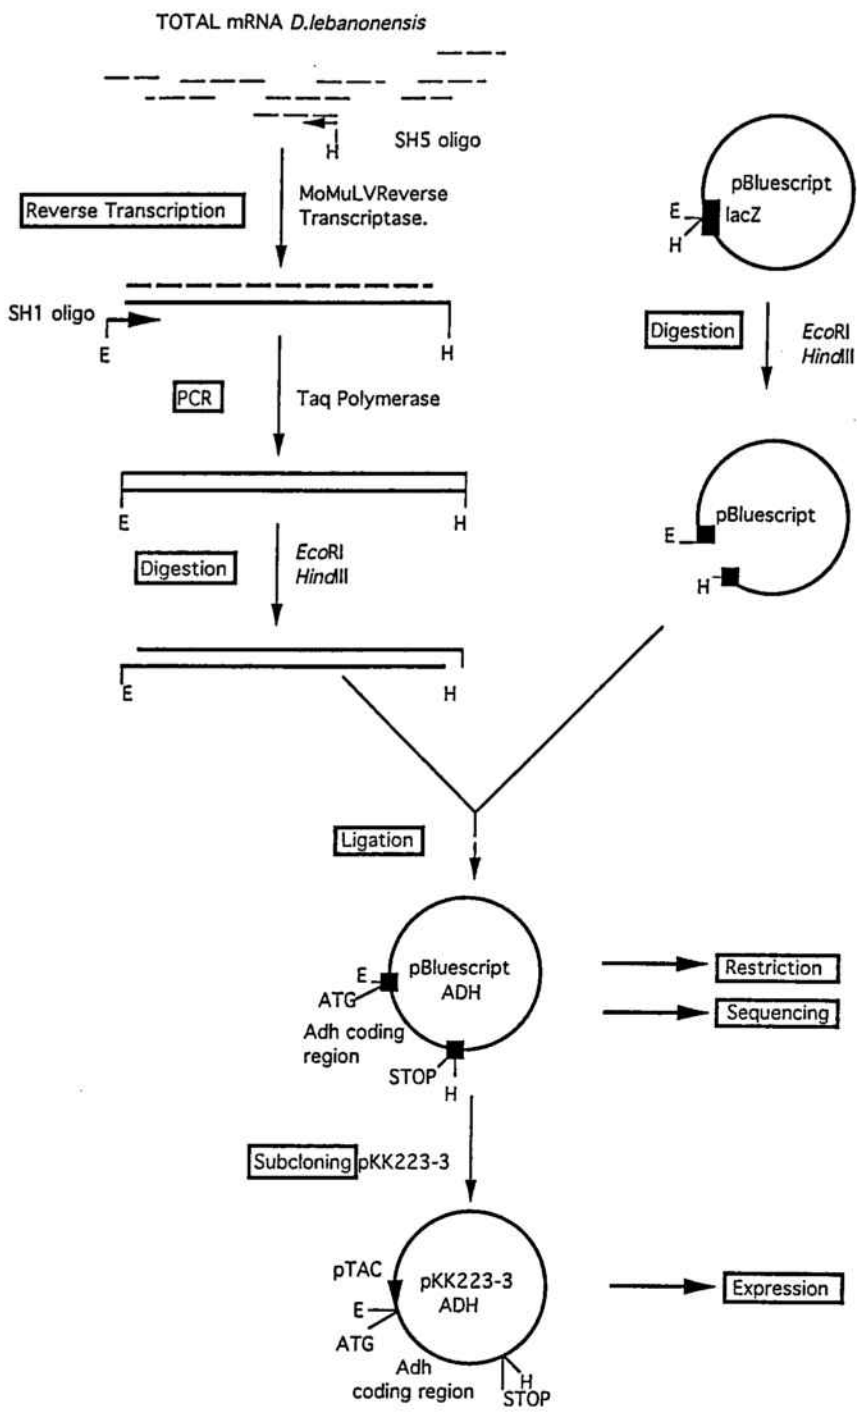 TOTAL mRNA D.lebanonensis
H
SH5 oligo
Reverse Transcription
MoMuLVReverse
Transcriptase.
SH1 oligo
E
H
PCR
Taq Polymerase
E
H
Digestion
EcoRI
HindIII
E
H
pBluescript
E
lacZ
H
Digestion
EcoRI
HindIII
pBluescript
E
H
Ligation
pBluescript
ADH
E
ATG
Adh coding
region
STOP
H
Restriction
Sequencing
Subcloning pKK223-3
pTAC
pKK223-3
ADH
E
ATG
Adh
coding region
H
STOP
Expression